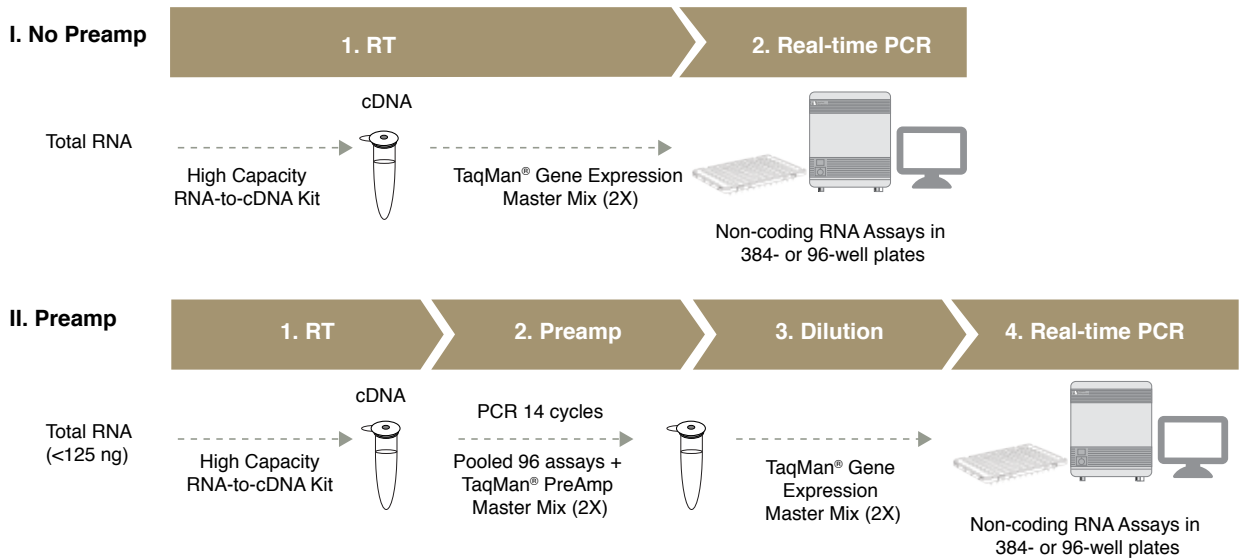 I. No Preamp
1. RT
2. Real-time PCR
cDNA
Total RNA
High Capacity
RNA-to-cDNA Kit
TaqMan® Gene Expression
Master Mix (2X)
Non-coding RNA Assays in
384- or 96-well plates
II. Preamp
1. RT
2. Preamp
3. Dilution
4. Real-time PCR
cDNA
Total RNA
(<125 ng)
High Capacity
RNA-to-cDNA Kit
PCR 14 cycles
Pooled 96 assays +
TaqMan® PreAmp
Master Mix (2X)
TaqMan® Gene
Expression
Master Mix (2X)
Non-coding RNA Assays in
384- or 96-well plates